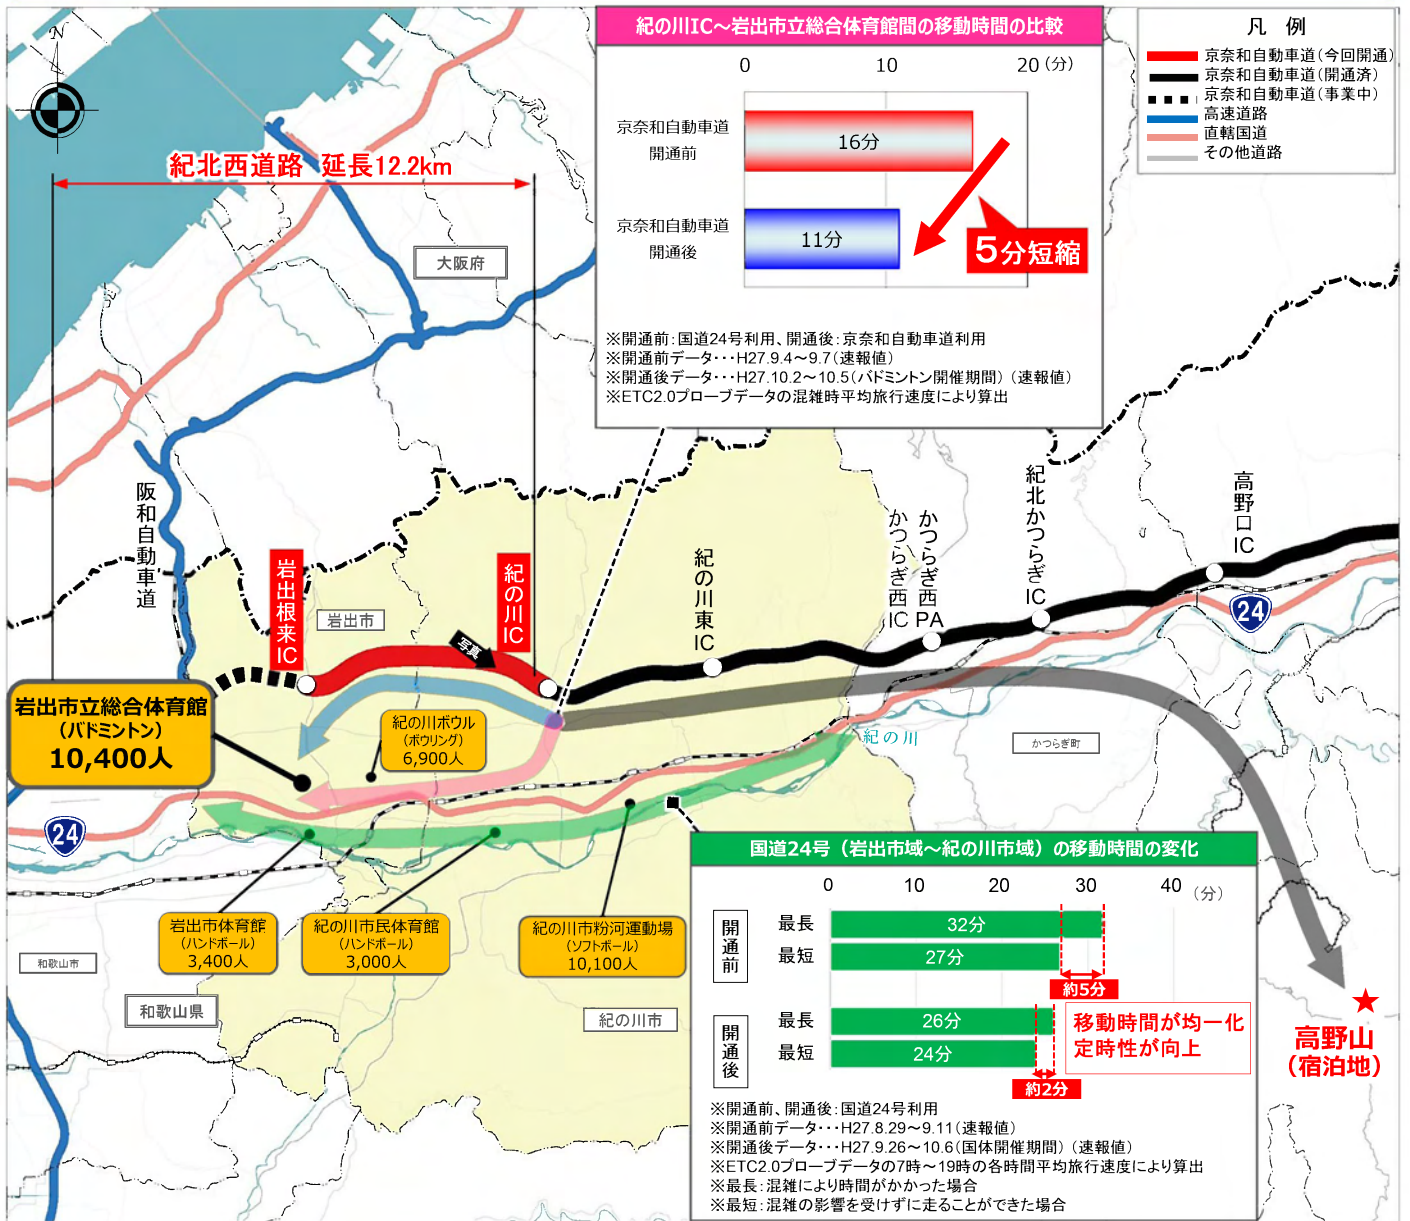 紀の川IC～岩出市立総合体育館間の移動時間の比較
0 10 20 (分)
京奈和自動車道
開通前
16分
京奈和自動車道
開通後
11分
5分短縮
※開通前：国道24号利用、開通後：京奈和自動車道利用
※開通前データ・・・H27.9.4～9.7（速報値）
※開通後データ・・・H27.10.2～10.5（バドミントン開催期間）（速報値）
※ETC2.0プローブデータの混雑時平均旅行速度により算出
凡 例
京奈和自動車道（今回開通）
京奈和自動車道（開通済）
京奈和自動車道（事業中）
高速道路
直轄国道
その他道路
N
紀北西道路 延長12.2km
大阪府
阪和自動車道
岩出根来IC
岩出市
写真
紀の川IC
紀の川東IC
かつらぎ西IC
かつらぎ西PA
紀北かつらぎIC
高野口IC
24
岩出市立総合体育館
（バドミントン）
10,400人
紀の川ボウル
（ボウリング）
6,900人
紀の川
かつらぎ町
24
岩出市体育館
（ハンドボール）
3,400人
紀の川市民体育館
（ハンドボール）
3,000人
紀の川市粉河運動場
（ソフトボール）
10,100人
和歌山市
和歌山県
紀の川市
高野山
（宿泊地）
国道24号（岩出市域～紀の川市域）の移動時間の変化
0 10 20 30 40 （分）
開通前
最長 32分
最短 27分
約5分
開通後
最長 26分
最短 24分
約2分
移動時間が均一化
定時性が向上
※開通前、開通後：国道24号利用
※開通前データ・・・H27.8.29～9.11（速報値）
※開通後データ・・・H27.9.26～10.6（国体開催期間）（速報値）
※ETC2.0プローブデータの7時～19時の各時間平均旅行速度により算出
※最長：混雑により時間がかかった場合
※最短：混雑の影響を受けずに走ることができた場合